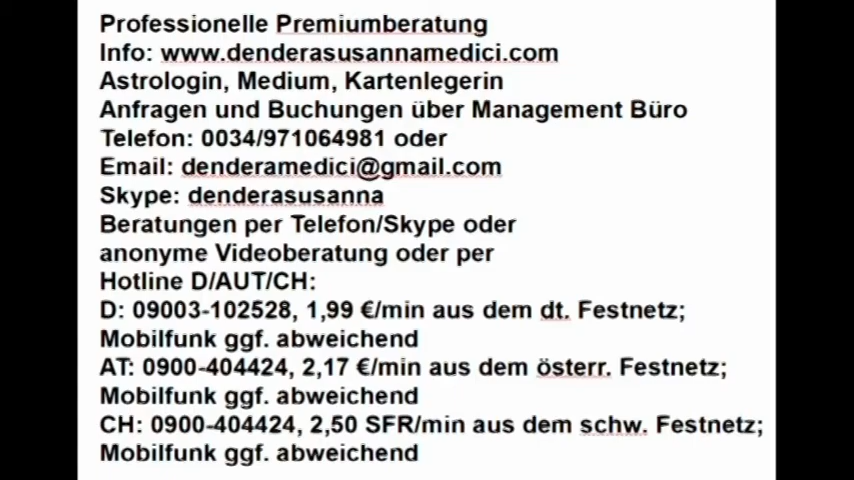 Professionelle Premiumberatung
Info: www.denderasusannamedici.com
Astrologin, Medium, Kartenlegerin
Anfragen und Buchungen über Management Büro
Telefon: 0034/971064981 oder
Email: denderamedici@gmail.com
Skype: denderasusanna
Beratungen per Telefon/Skype oder
anonyme Videoberatung oder per
Hotline D/AUT/CH:
D: 09003-102528, 1,99 €/min aus dem dt. Festnetz;
Mobilfunk ggf. abweichend
AT: 0900-404424, 2,17 €/min aus dem österr. Festnetz;
Mobilfunk ggf. abweichend
CH: 0900-404424, 2,50 SFR/min aus dem schw. Festnetz;
Mobilfunk ggf. abweichend